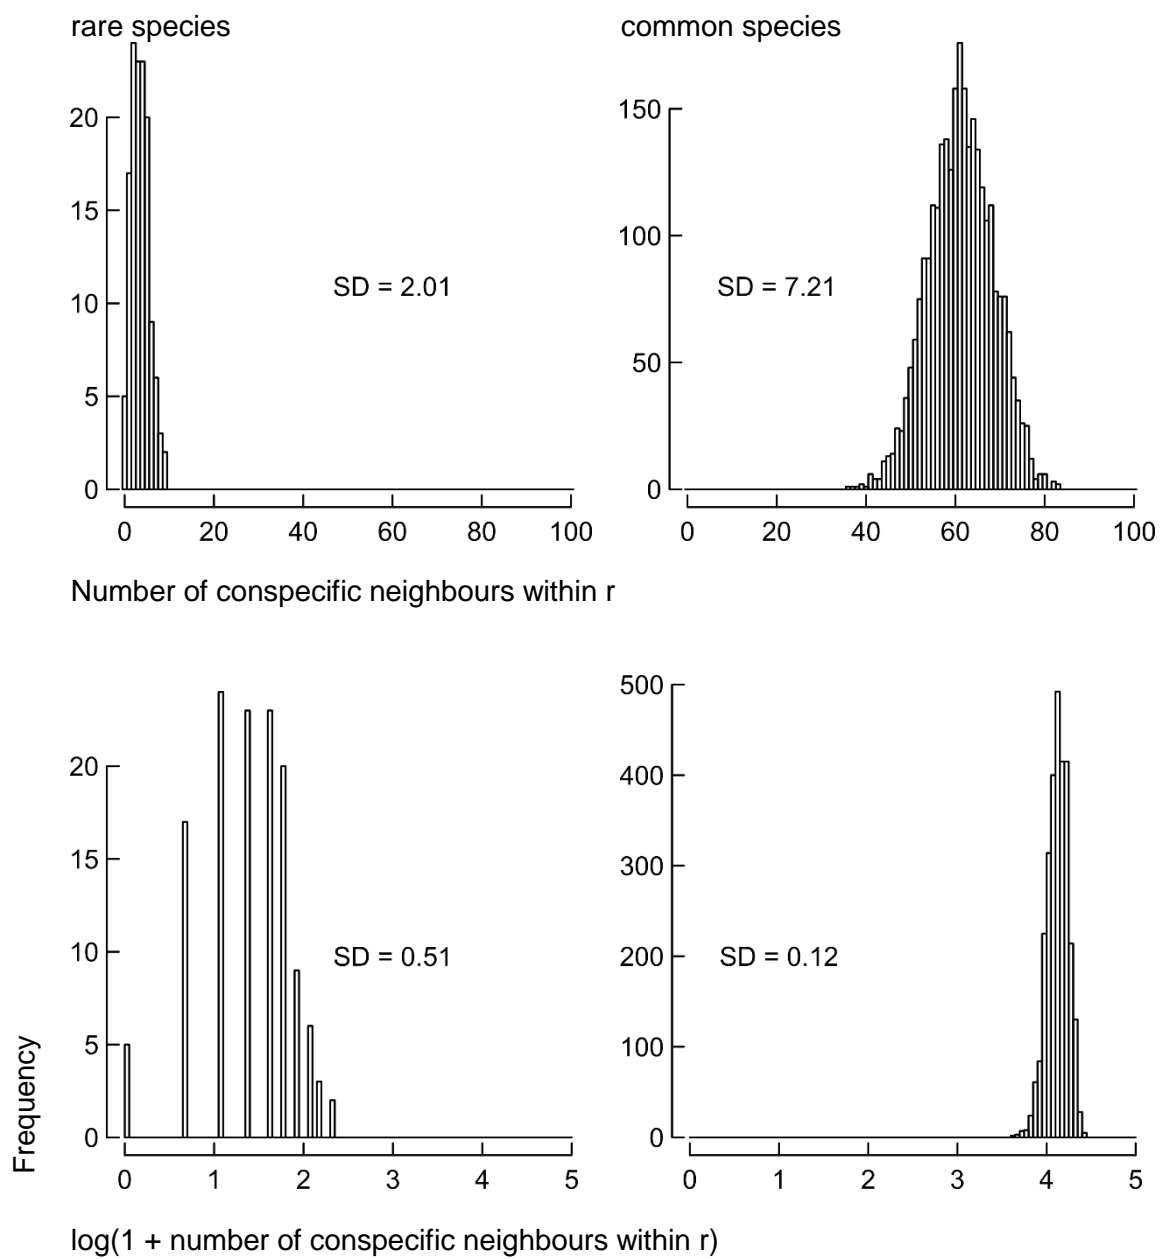 rare species
common species
20
15
10
5
0
SD = 2.01
0 20 40 60 80 100
150
100
50
0
SD = 7.21
0 20 40 60 80 100
Number of conspecific neighbours within r
20
15
10
5
0
SD = 0.51
0 1 2 3 4 5
500
400
300
200
100
0
SD = 0.12
0 1 2 3 4 5
Frequency
log(1 + number of conspecific neighbours within r)